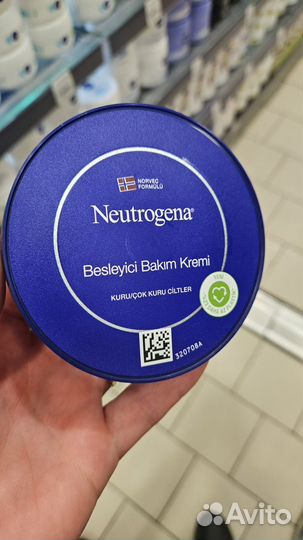 NORVEÇ
FORMÜLÜ
Neutrogena®
Besleyici Bakım Kremi
KURU/ÇOK KURU CİLTLER
320708A
Avito